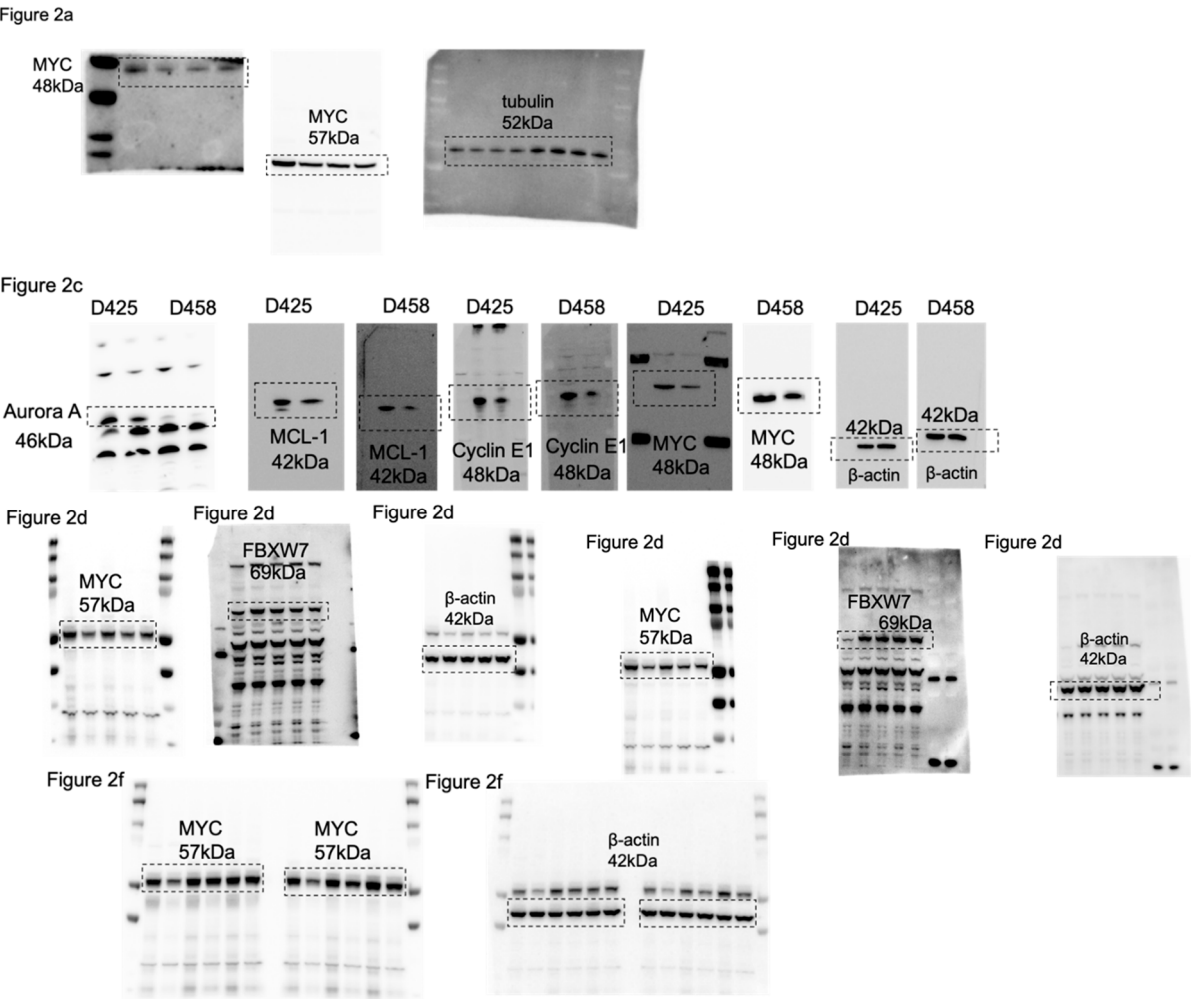 Figure 2a
MYC
48kDa
MYC
57kDa
tubulin
52kDa
Figure 2c
D425
D458
D425
D458
D425
D458
D425
D458
D425
D458
Aurora A
46kDa
MCL-1
42kDa
MCL-1
42kDa
Cyclin E1
48kDa
Cyclin E1
48kDa
MYC
48kDa
MYC
48kDa
42kDa
β-actin
42kDa
β-actin
Figure 2d
MYC
57kDa
Figure 2d
FBXW7
69kDa
Figure 2d
β-actin
42kDa
Figure 2d
MYC
57kDa
Figure 2d
FBXW7
69kDa
Figure 2d
β-actin
42kDa
Figure 2f
MYC
57kDa
MYC
57kDa
Figure 2f
β-actin
42kDa